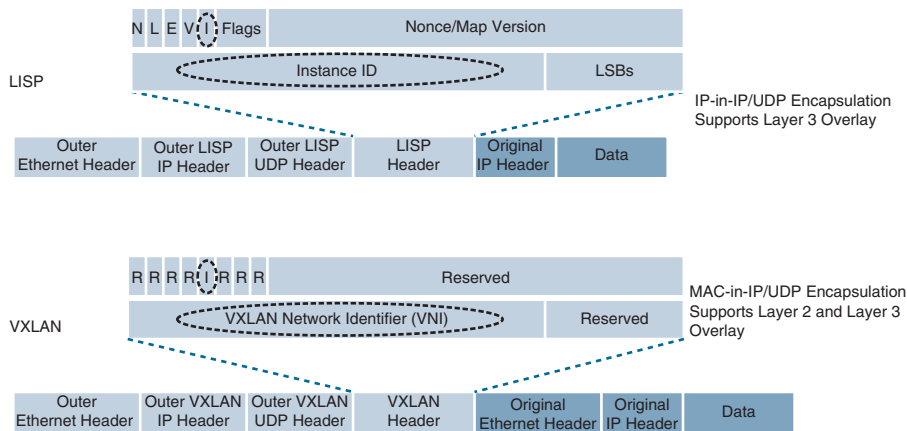 N L E V I Flags Nonce/Map Version
Instance ID LSBs
LISP
IP-in-IP/UDP Encapsulation
Supports Layer 3 Overlay
Outer
Ethernet Header
Outer LISP
IP Header
Outer LISP
UDP Header
LISP
Header
Original
IP Header
Data
R R R R I R R R Reserved
VXLAN Network Identifier (VNI) Reserved
VXLAN
MAC-in-IP/UDP Encapsulation
Supports Layer 2 and Layer 3
Overlay
Outer
Ethernet Header
Outer VXLAN
IP Header
Outer VXLAN
UDP Header
VXLAN
Header
Original
Ethernet Header
Original
IP Header
Data